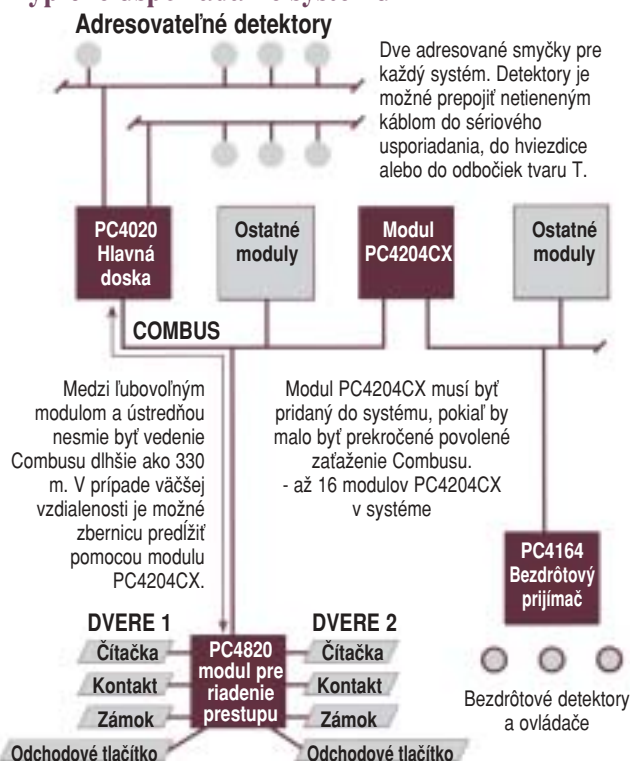 Adresovateľné detektory
Dve adresované smyčky pre
každý systém. Detektory je
možné prepojiť netieneným
káblom do sériového
usporiadania, do hviezdice
alebo do odbočiek tvaru T.
PC4020
Hlavná
doska
Ostatné
moduly
Modul
PC4204CX
Ostatné
moduly
COMBUS
Medzi ľubovoľným
modulom a ústredňou
nesmie byť vedenie
Combusu dlhšie ako 330
m. V prípade väčšej
vzdialenosti je možné
zbernicu predĺžiť
pomocou modulu
PC4204CX.
Modul PC4204CX musí byť
pridaný do systému, pokiaľ by
malo byť prekročené povolené
zaťaženie Combusu.
- až 16 modulov PC4204CX
v systéme
PC4164
Bezdrôtový
prijímač
Bezdrôtové detektory
a ovládače
DVERE 1
Čítačka
Kontakt
Zámok
Odchodové tlačítko
PC4820
modul pre
riadenie
prestupu
DVERE 2
Čítačka
Kontakt
Zámok
Odchodové tlačítko